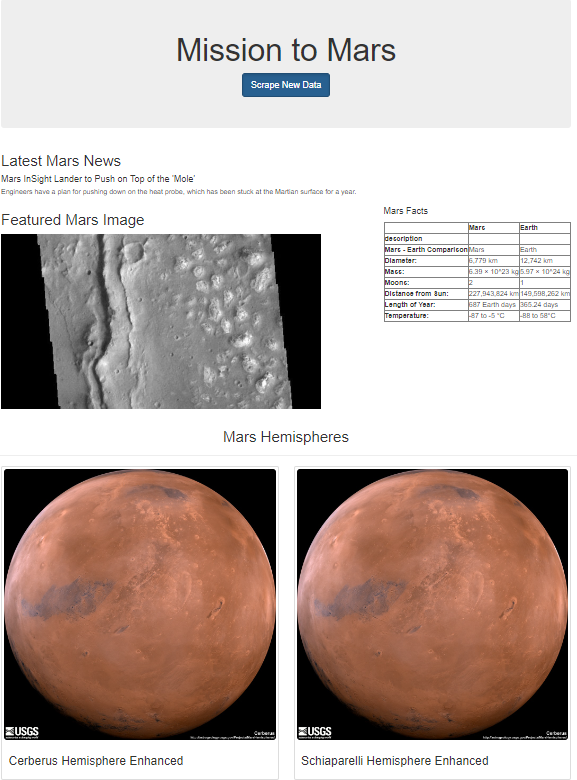 Mission to Mars
Scrape New Data
Latest Mars News
Mars InSight Lander to Push on Top of the 'Mole'
Engineers have a plan for pushing down on the heat probe, which has been stuck at the Martian surface for a year.
Featured Mars Image
Mars Facts
Mars Earth
description
Mars - Earth Comparison Mars Earth
Diameter: 6,779 km 12,742 km
Mass: 6.39 × 10^23 kg 5.97 × 10^24 kg
Moons: 2 1
Distance from Sun: 227,943,824 km 149,598,262 km
Length of Year: 687 Earth days 365.24 days
Temperature: -87 to -5 °C -88 to 58°C
Mars Hemispheres
Cerberus
USGS
Cerberus Hemisphere Enhanced
Cerberus
USGS
Schiaparelli Hemisphere Enhanced